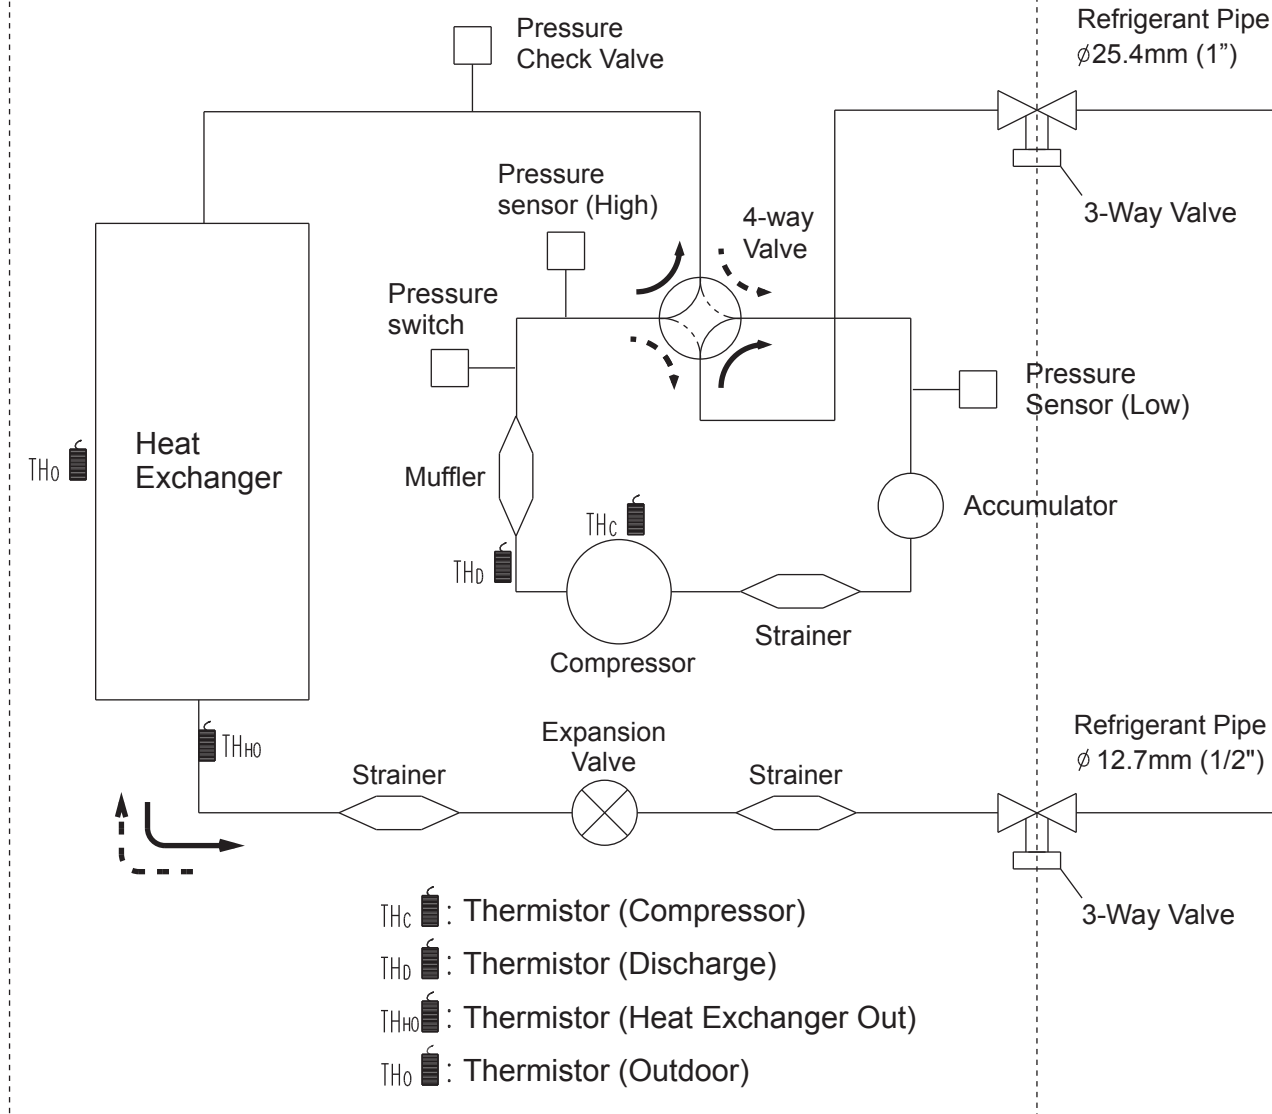 Pressure
Check Valve
Refrigerant Pipe
⌀25.4mm (1”)
Pressure
sensor (High)
4-way
Valve
3-Way Valve
Pressure
switch
Pressure
Sensor (Low)
Heat
Exchanger
THo
Muffler
THc
Accumulator
THD
Strainer
Compressor
THHO
Expansion
Valve
Strainer
Strainer
Refrigerant Pipe
⌀ 12.7mm (1/2")
3-Way Valve
THc : Thermistor (Compressor)
THD : Thermistor (Discharge)
THHO : Thermistor (Heat Exchanger Out)
THo : Thermistor (Outdoor)